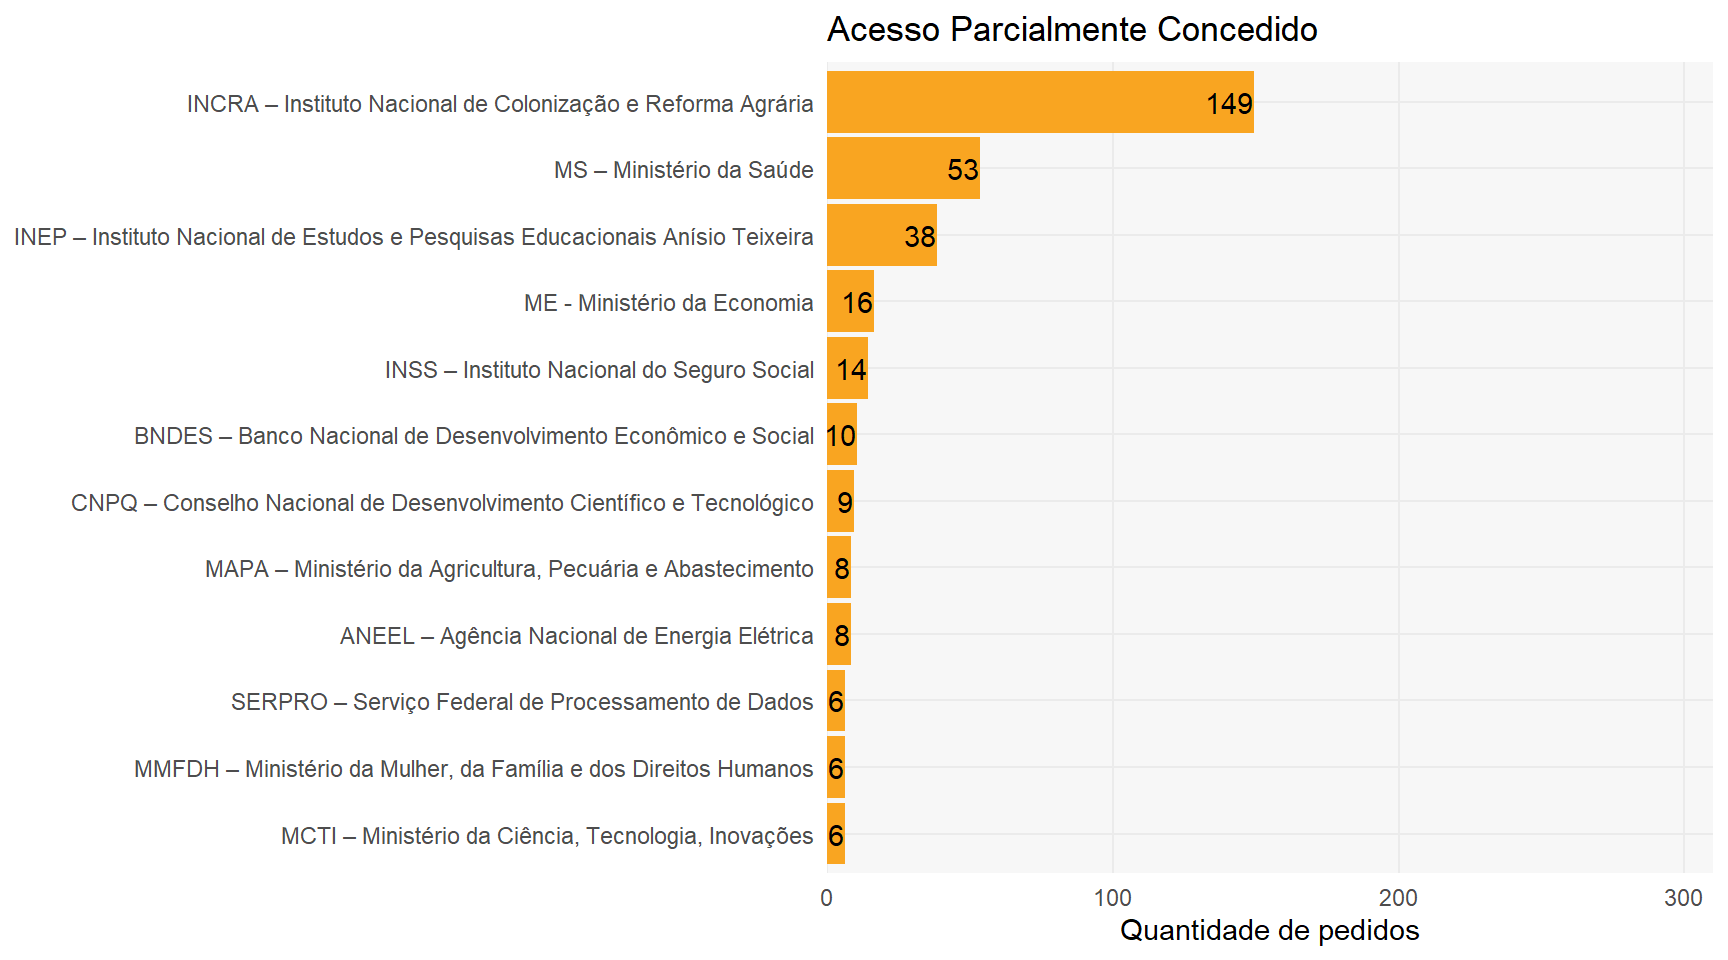 Acesso Parcialmente Concedido
INCRA – Instituto Nacional de Colonização e Reforma Agrária 149
MS – Ministério da Saúde 53
INEP – Instituto Nacional de Estudos e Pesquisas Educacionais Anísio Teixeira 38
ME - Ministério da Economia 16
INSS – Instituto Nacional do Seguro Social 14
BNDES – Banco Nacional de Desenvolvimento Econômico e Social 10
CNPQ – Conselho Nacional de Desenvolvimento Científico e Tecnológico 9
MAPA – Ministério da Agricultura, Pecuária e Abastecimento 8
ANEEL – Agência Nacional de Energia Elétrica 8
SERPRO – Serviço Federal de Processamento de Dados 6
MMFDH – Ministério da Mulher, da Família e dos Direitos Humanos 6
MCTI – Ministério da Ciência, Tecnologia, Inovações 6
0 100 200 300
Quantidade de pedidos